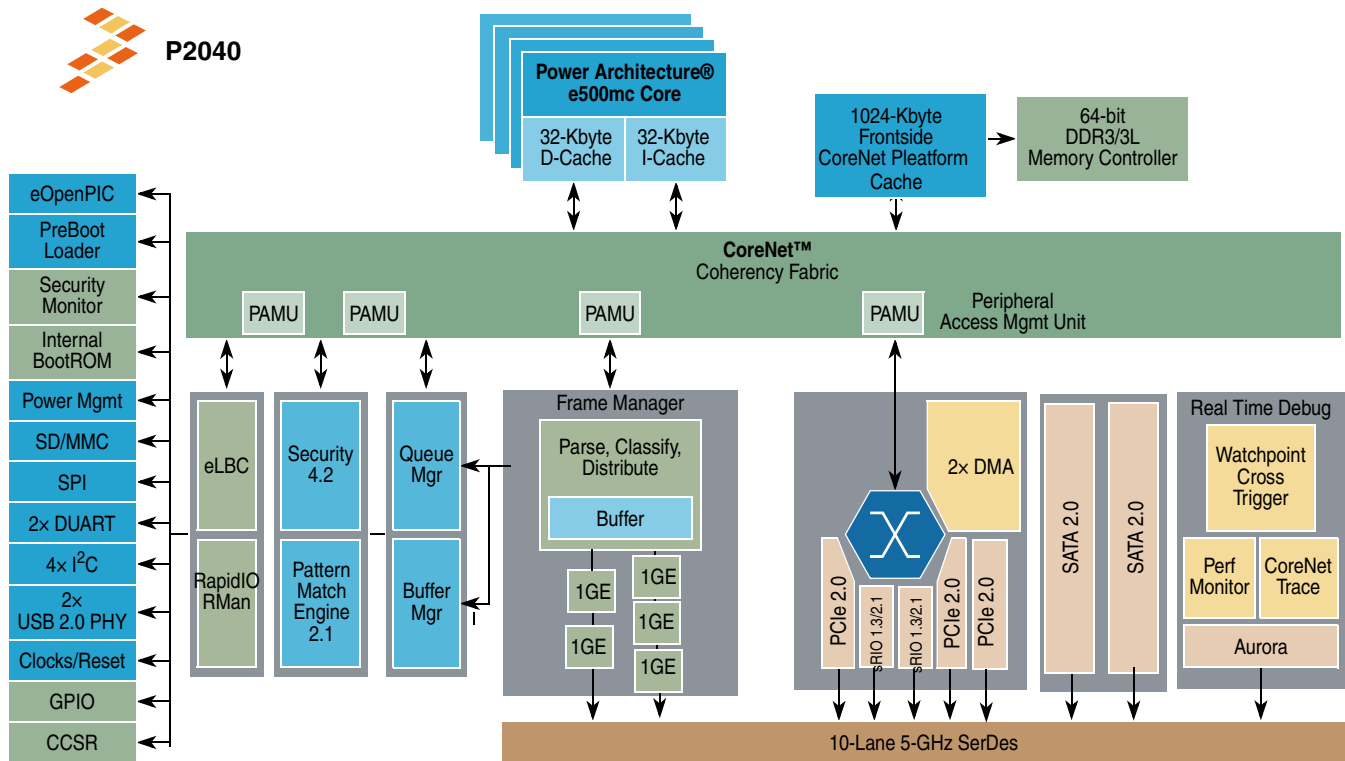 P2040
Power Architecture®
e500mc Core
32-Kbyte
D-Cache
32-Kbyte
I-Cache
1024-Kbyte
Frontside
CoreNet Pleatform
Cache
64-bit
DDR3/3L
Memory Controller
eOpenPIC
PreBoot
Loader
Security
Monitor
Internal
BootROM
Power Mgmt
SD/MMC
SPI
2× DUART
4× I²C
2×
USB 2.0 PHY
Clocks/Reset
GPIO
CCSR
CoreNet™
Coherency Fabric
PAMU
PAMU
PAMU
PAMU
Peripheral
Access Mgmt Unit
eLBC
RapidIO
RMan
Security
4.2
Pattern
Match
Engine
2.1
Queue
Mgr
Buffer
Mgr
Frame Manager
Parse, Classify,
Distribute
Buffer
1GE
1GE
1GE
1GE
1GE
2× DMA
PCIe 2.0
sRIO 1.3/2.1
sRIO 1.3/2.1
PCIe 2.0
PCIe 2.0
SATA 2.0
SATA 2.0
Real Time Debug
Watchpoint
Cross
Trigger
Perf
Monitor
CoreNet
Trace
Aurora
10-Lane 5-GHz SerDes